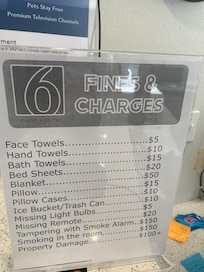 Pets Stay Free
Premium Television Channels
6
FINES &
CHARGES
Face Towels......................$5
Hand Towels....................$10
Bath Towels.....................$15
Bed Sheets......................$20
Blanket............................$50
Pillow..............................$15
Pillow Cases....................$10
Ice Bucket/Trash Can.......$15
Missing Light Bulbs..........$5
Missing Remote...............$20
Tampering with Smoke Alarm..$150
Smoking in the room........$150
Property Damage.............$100+